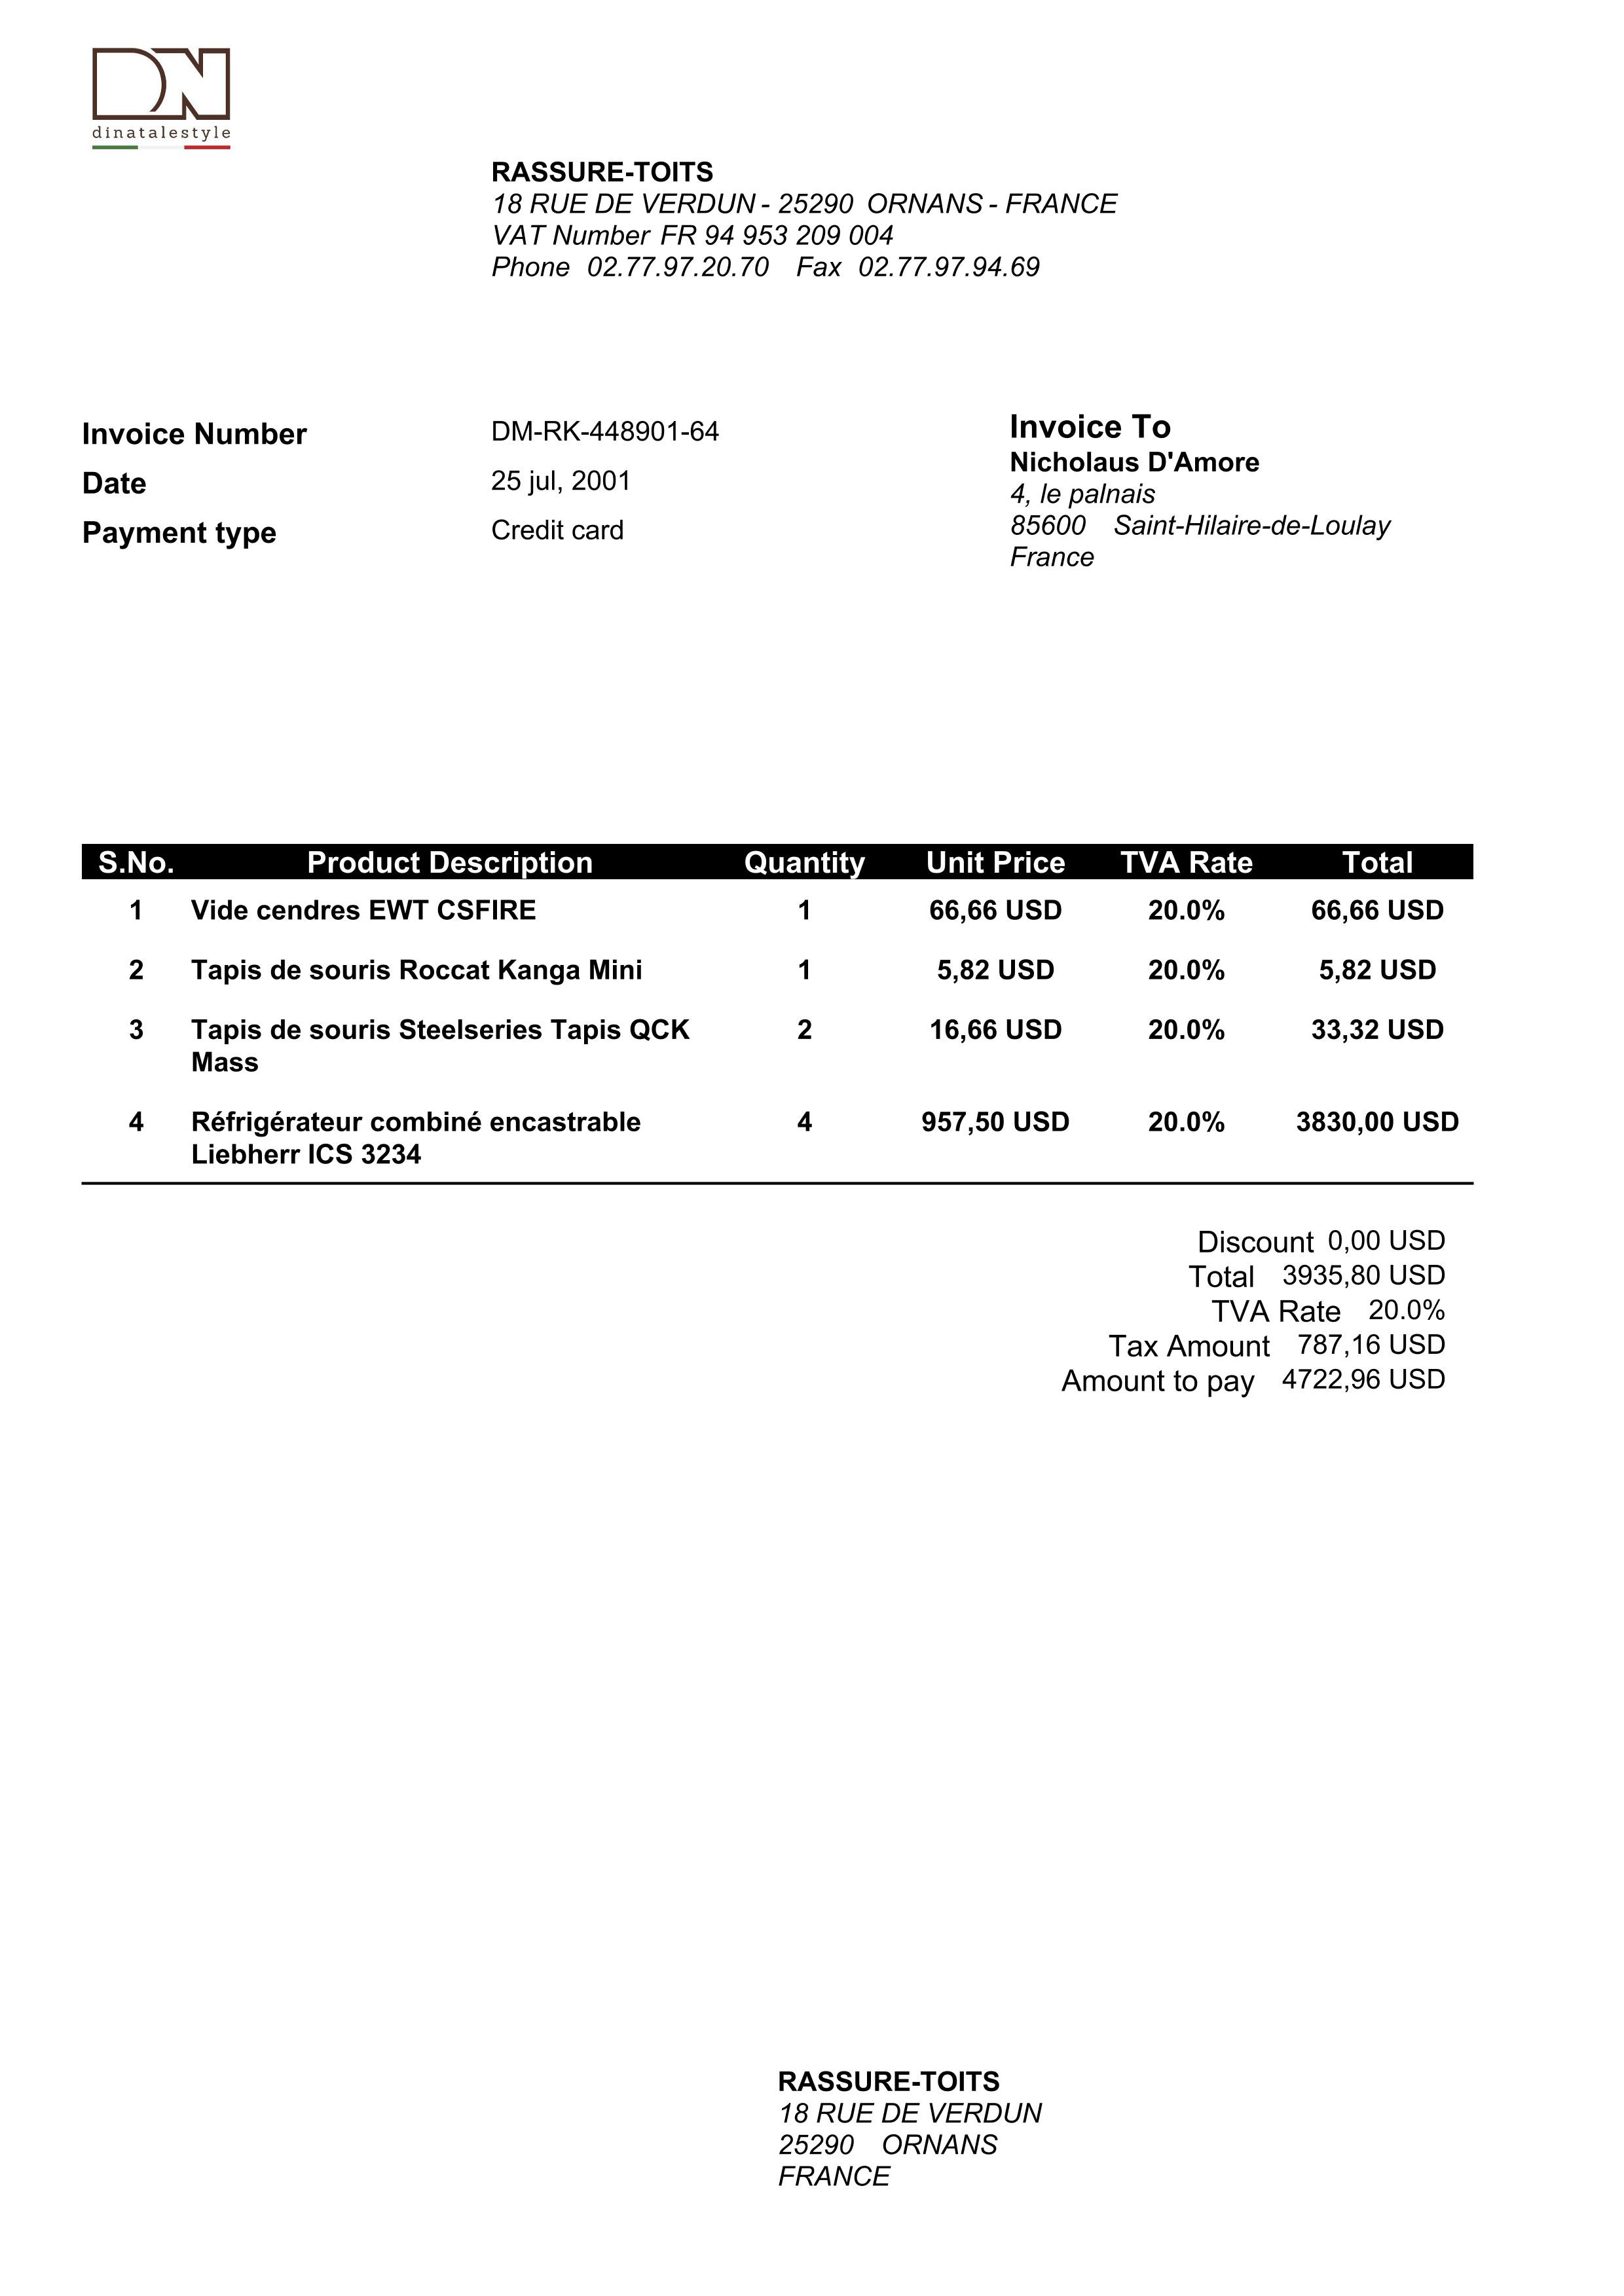 DN
dinatalestyle
RASSURE-TOITS
18 RUE DE VERDUN - 25290 ORNANS - FRANCE
VAT Number FR 94 953 209 004
Phone 02.77.97.20.70 Fax 02.77.97.94.69
Invoice Number DM-RK-448901-64
Date 25 jul, 2001
Payment type Credit card
Invoice To
Nicholaus D'Amore
4, le palnais
85600 Saint-Hilaire-de-Loulay
France
S.No. Product Description Quantity Unit Price TVA Rate Total
1 Vide cendres EWT CSFIRE 1 66,66 USD 20.0% 66,66 USD
2 Tapis de souris Roccat Kanga Mini 1 5,82 USD 20.0% 5,82 USD
3 Tapis de souris Steelseries Tapis QCK 2 16,66 USD 20.0% 33,32 USD
Mass
4 Réfrigérateur combiné encastrable 4 957,50 USD 20.0% 3830,00 USD
Liebherr ICS 3234
Discount 0,00 USD
Total 3935,80 USD
TVA Rate 20.0%
Tax Amount 787,16 USD
Amount to pay 4722,96 USD
RASSURE-TOITS
18 RUE DE VERDUN
25290 ORNANS
FRANCE